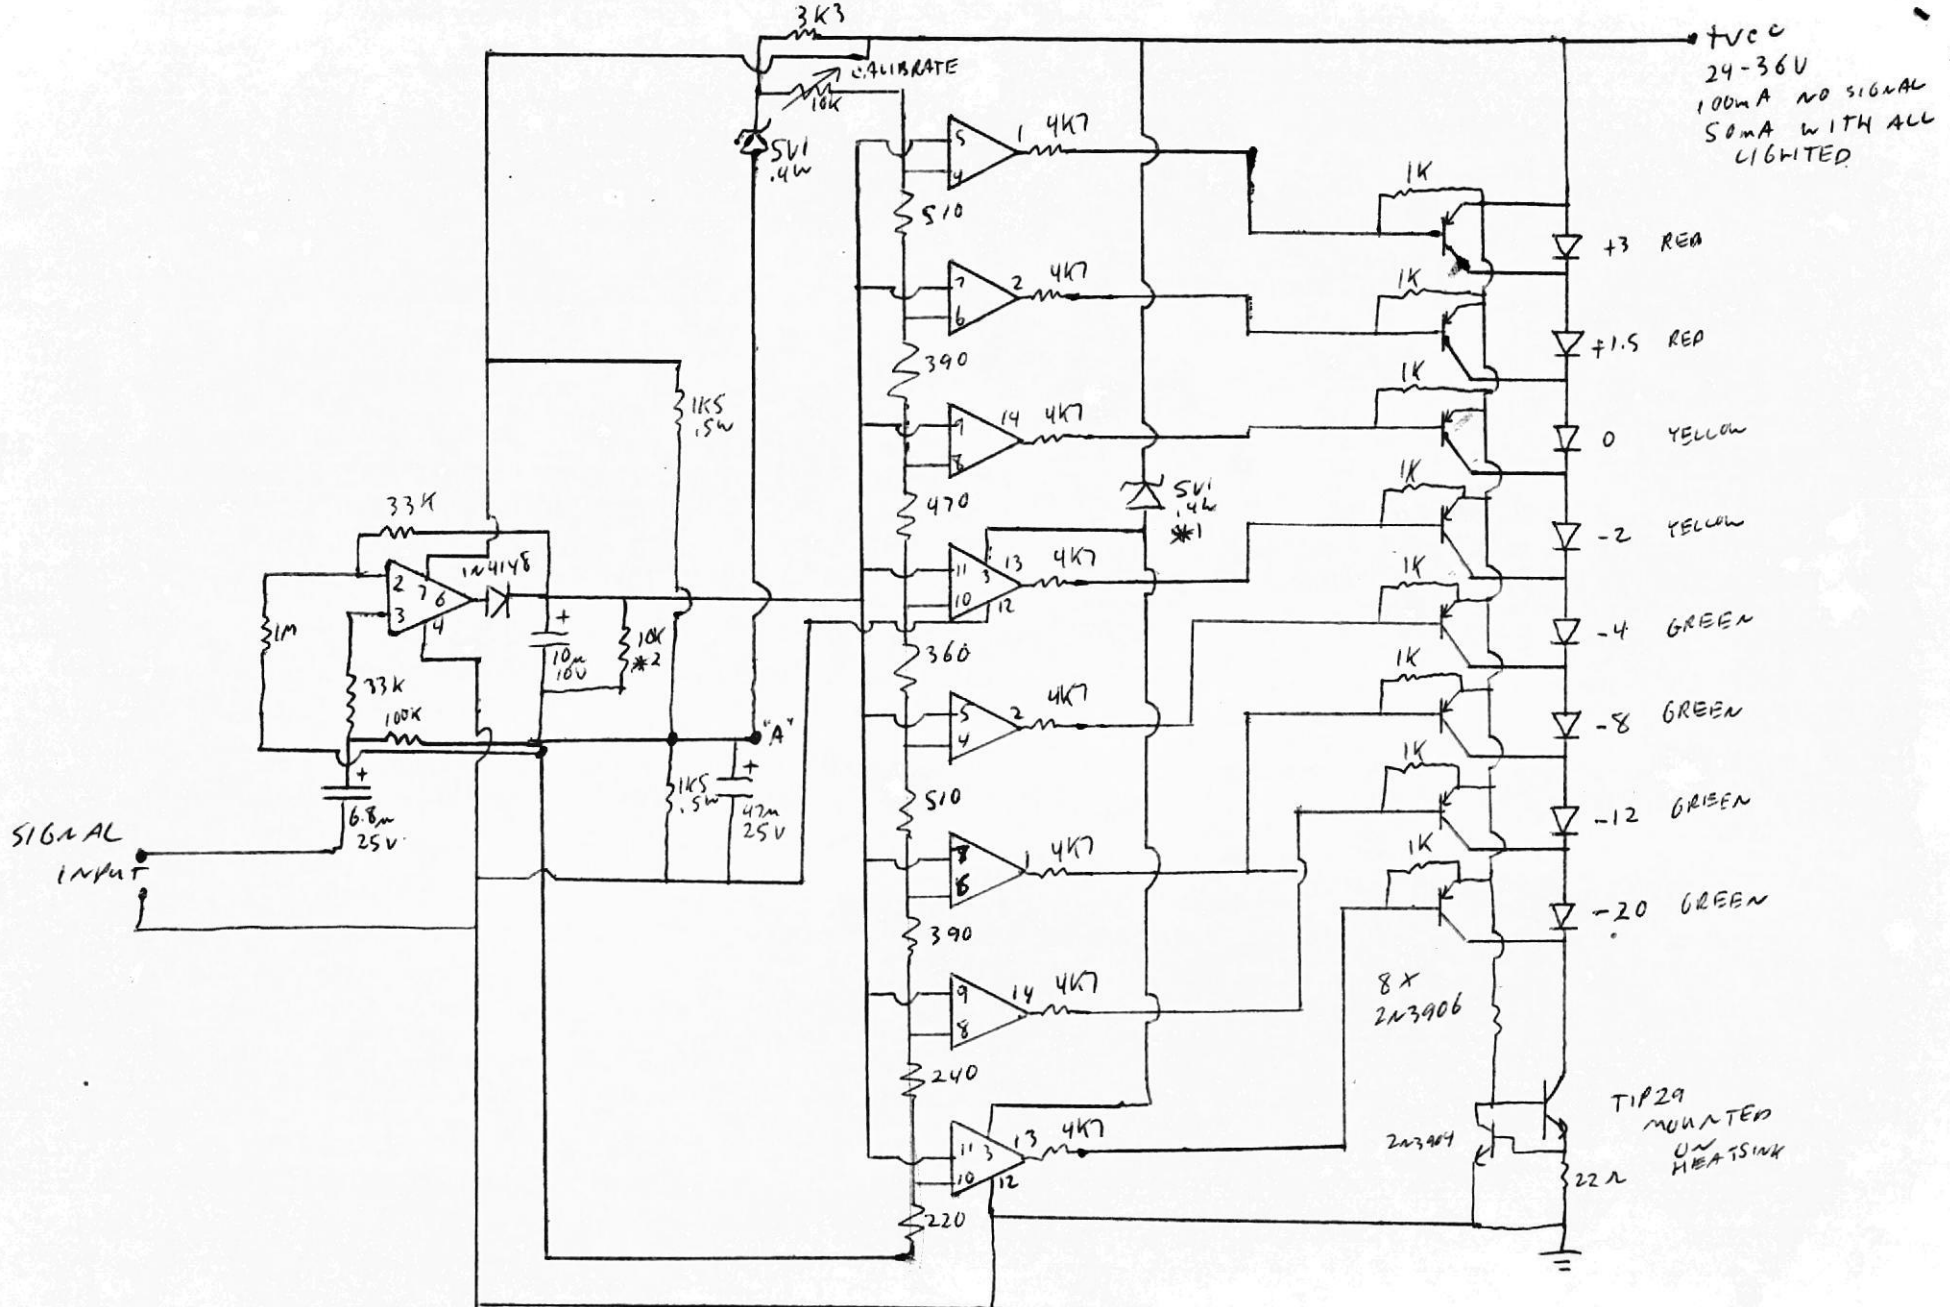 3K3
+VCC
24-36V
100mA NO SIGNAL
50mA WITH ALL
LIGHTED
CALIBRATE
10K
5V1
.4W
5
4
1
4K7
510
1K
+3 RED
7
6
2
4K7
390
1K
+1.5 RED
1K5
.5W
9
8
14
4K7
470
1K
0 YELLOW
5V1
.4W
*1
1K
-2 YELLOW
33K
1N4148
2
7
6
3
4
11
3
13
10
12
4K7
360
1K
-4 GREEN
1M
+
10µ
10V
10K
*2
33K
100K
"A"
5
4
2
4K7
510
1K
-8 GREEN
+
6.8µ
25V
1K5
.5W
+
47µ
25V
SIGNAL
INPUT
1
4K7
390
1K
-12 GREEN
1K
-20 GREEN
9
8
14
4K7
240
8X
2N3906
11
3
13
10
12
4K7
220
2N3904
TIP29
MOUNTED
ON
HEATSINK
22Ω